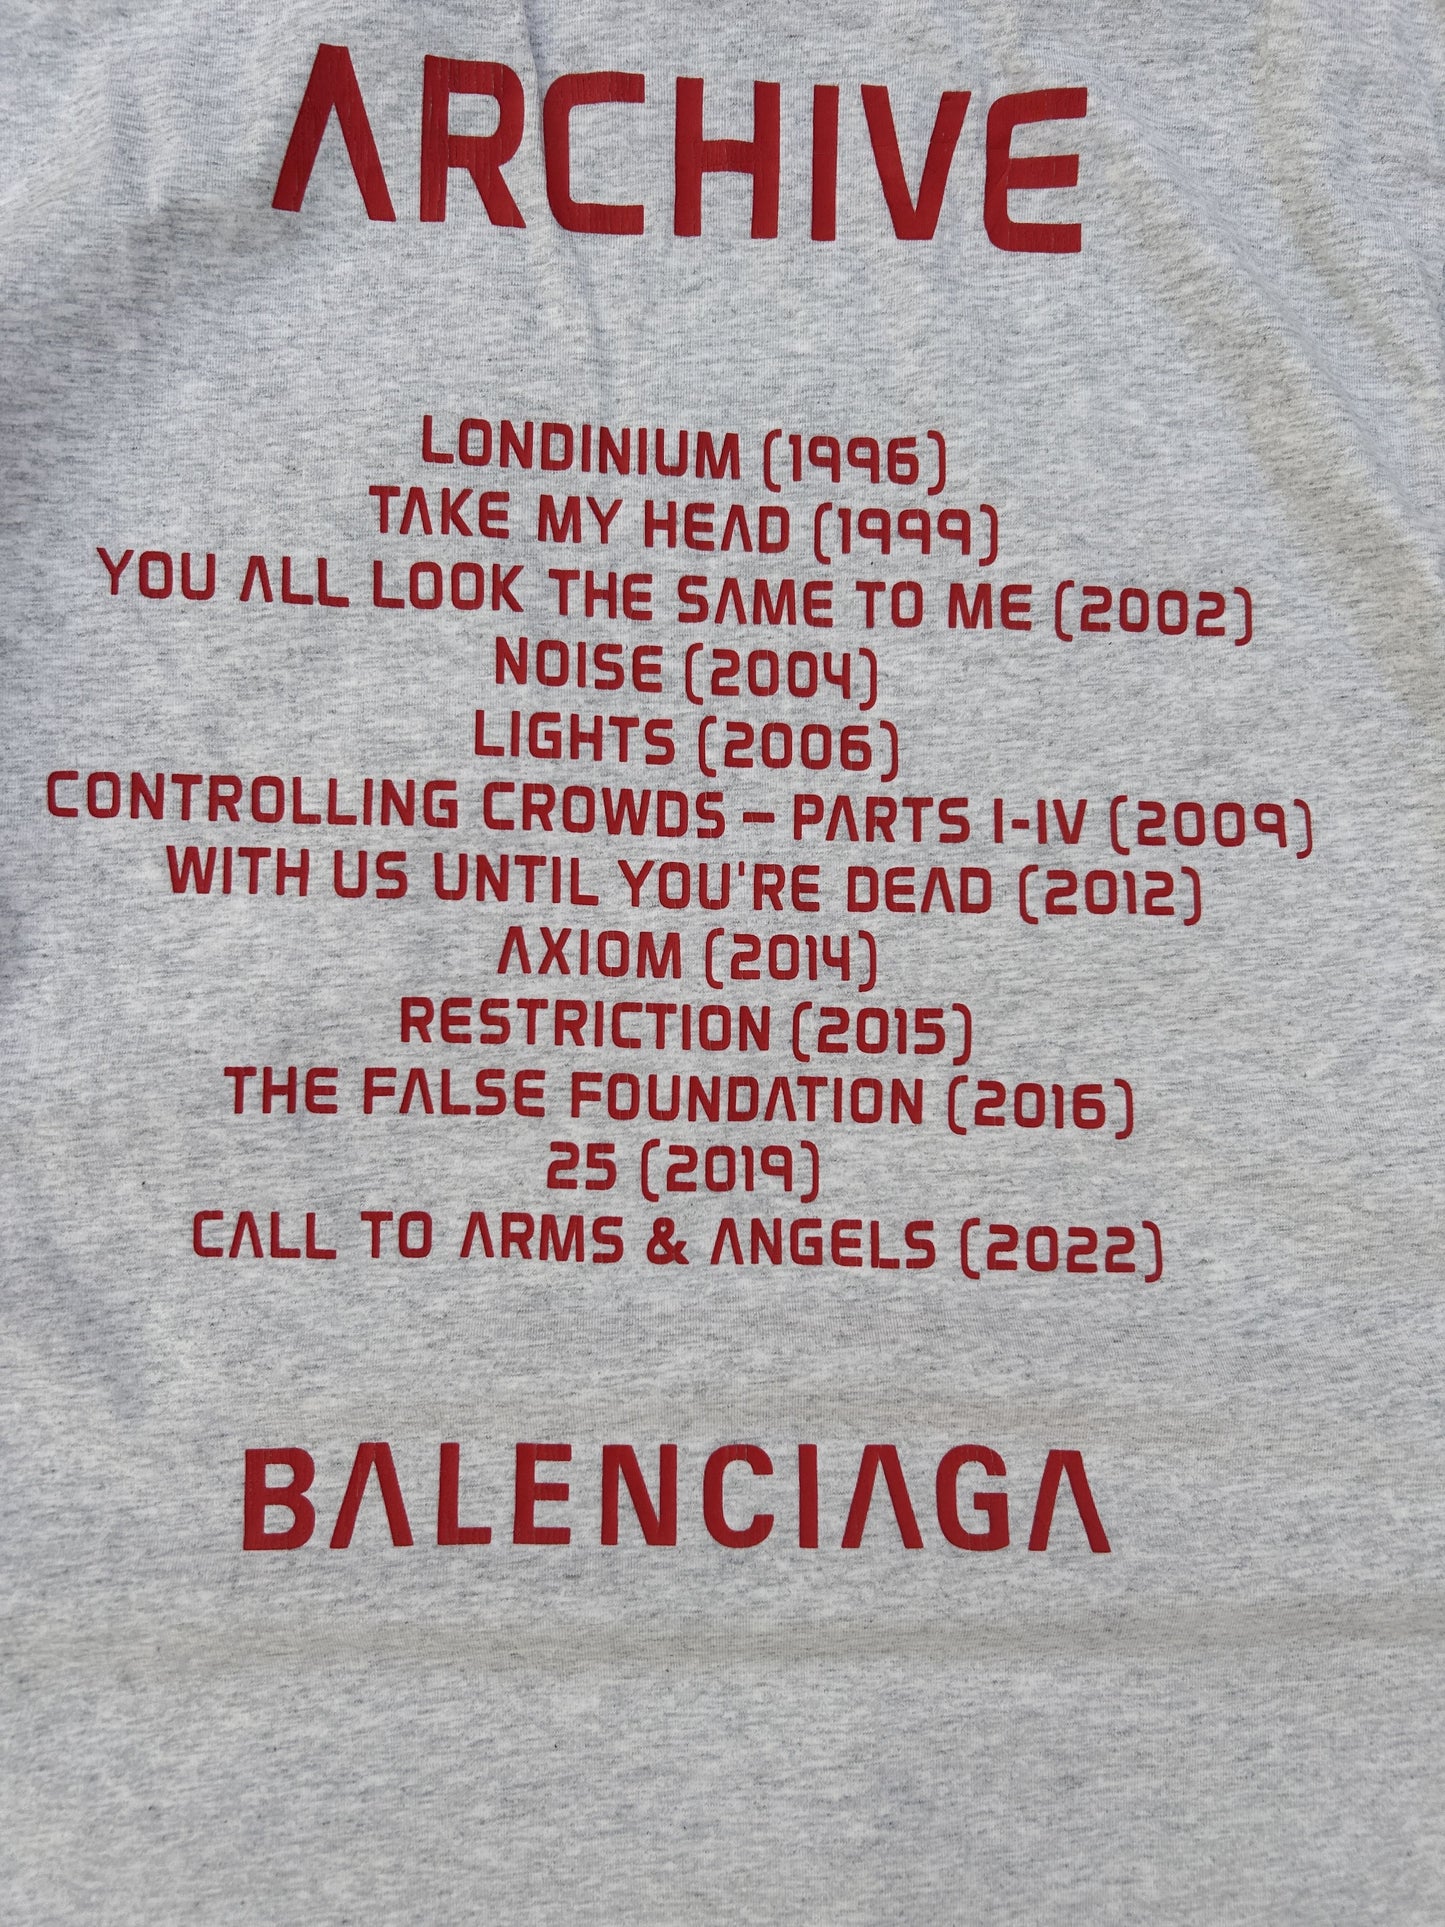 ARCHIVE
LONDINIUM (1996)
TAKE MY HEAD (1999)
YOU ALL LOOK THE SAME TO ME (2002)
NOISE (2004)
LIGHTS (2006)
CONTROLLING CROWDS – PARTS I-IV (2009)
WITH US UNTIL YOU'RE DEAD (2012)
AXIOM (2014)
RESTRICTION (2015)
THE FALSE FOUNDATION (2016)
25 (2019)
CALL TO ARMS & ANGELS (2022)
BALENCIAGA